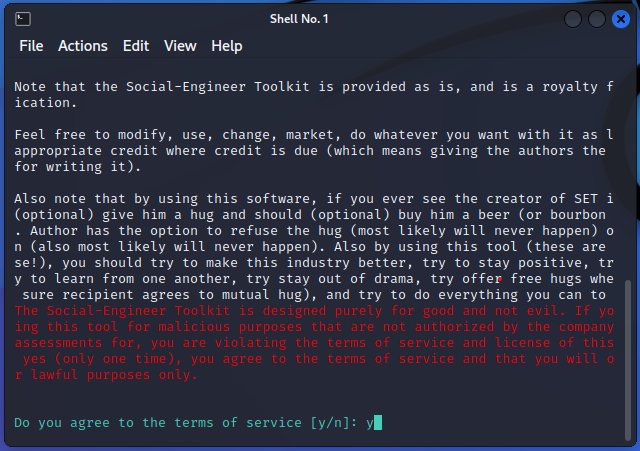 Shell No. 1
File Actions Edit View Help
Note that the Social-Engineer Toolkit is provided as is, and is a royalty f
ication.
Feel free to modify, use, change, market, do whatever you want with it as l
appropriate credit where credit is due (which means giving the authors the
for writing it).
Also note that by using this software, if you ever see the creator of SET i
(optional) give him a hug and should (optional) buy him a beer (or bourbon
. Author has the option to refuse the hug (most likely will never happen) o
n (also most likely will never happen). Also by using this tool (these are
se!), you should try to make this industry better, try to stay positive, tr
y to learn from one another, try stay out of drama, try offer free hugs whe
sure recipient agrees to mutual hug), and try to do everything you can to
The Social-Engineer Toolkit is designed purely for good and not evil. If yo
ing this tool for malicious purposes that are not authorized by the company
assessments for, you are violating the terms of service and license of this
yes (only one time), you agree to the terms of service and that you will o
r lawful purposes only.
Do you agree to the terms of service [y/n]: y